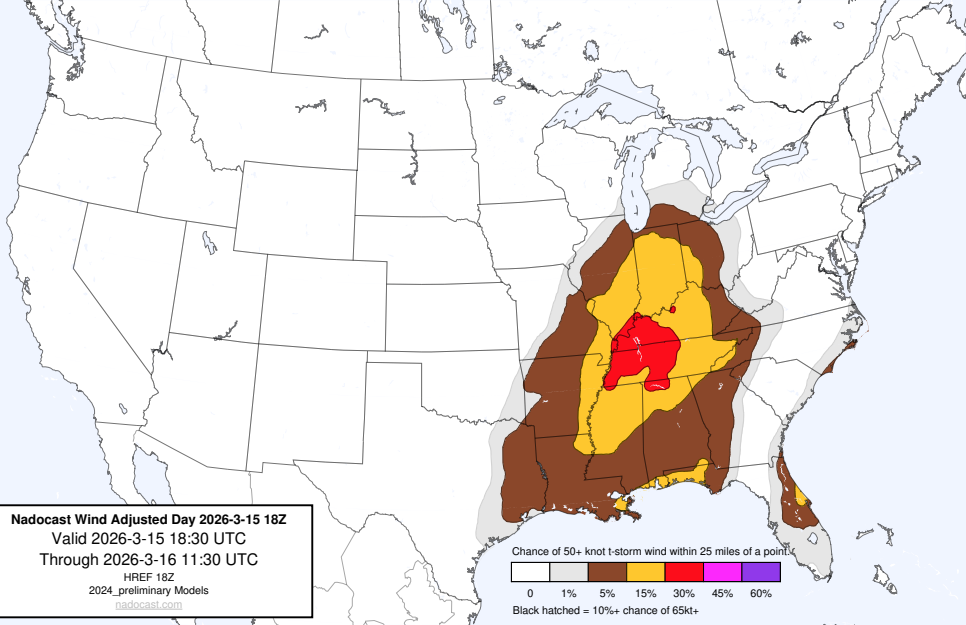 Nadocast Wind Adjusted Day 2026-3-15 18Z
Valid 2026-3-15 18:30 UTC
Through 2026-3-16 11:30 UTC
HREF 18Z
2024_preliminary Models
nadocast.com
Chance of 50+ knot t-storm wind within 25 miles of a point.
0 1% 5% 15% 30% 45% 60%
Black hatched = 10%+ chance of 65kt+